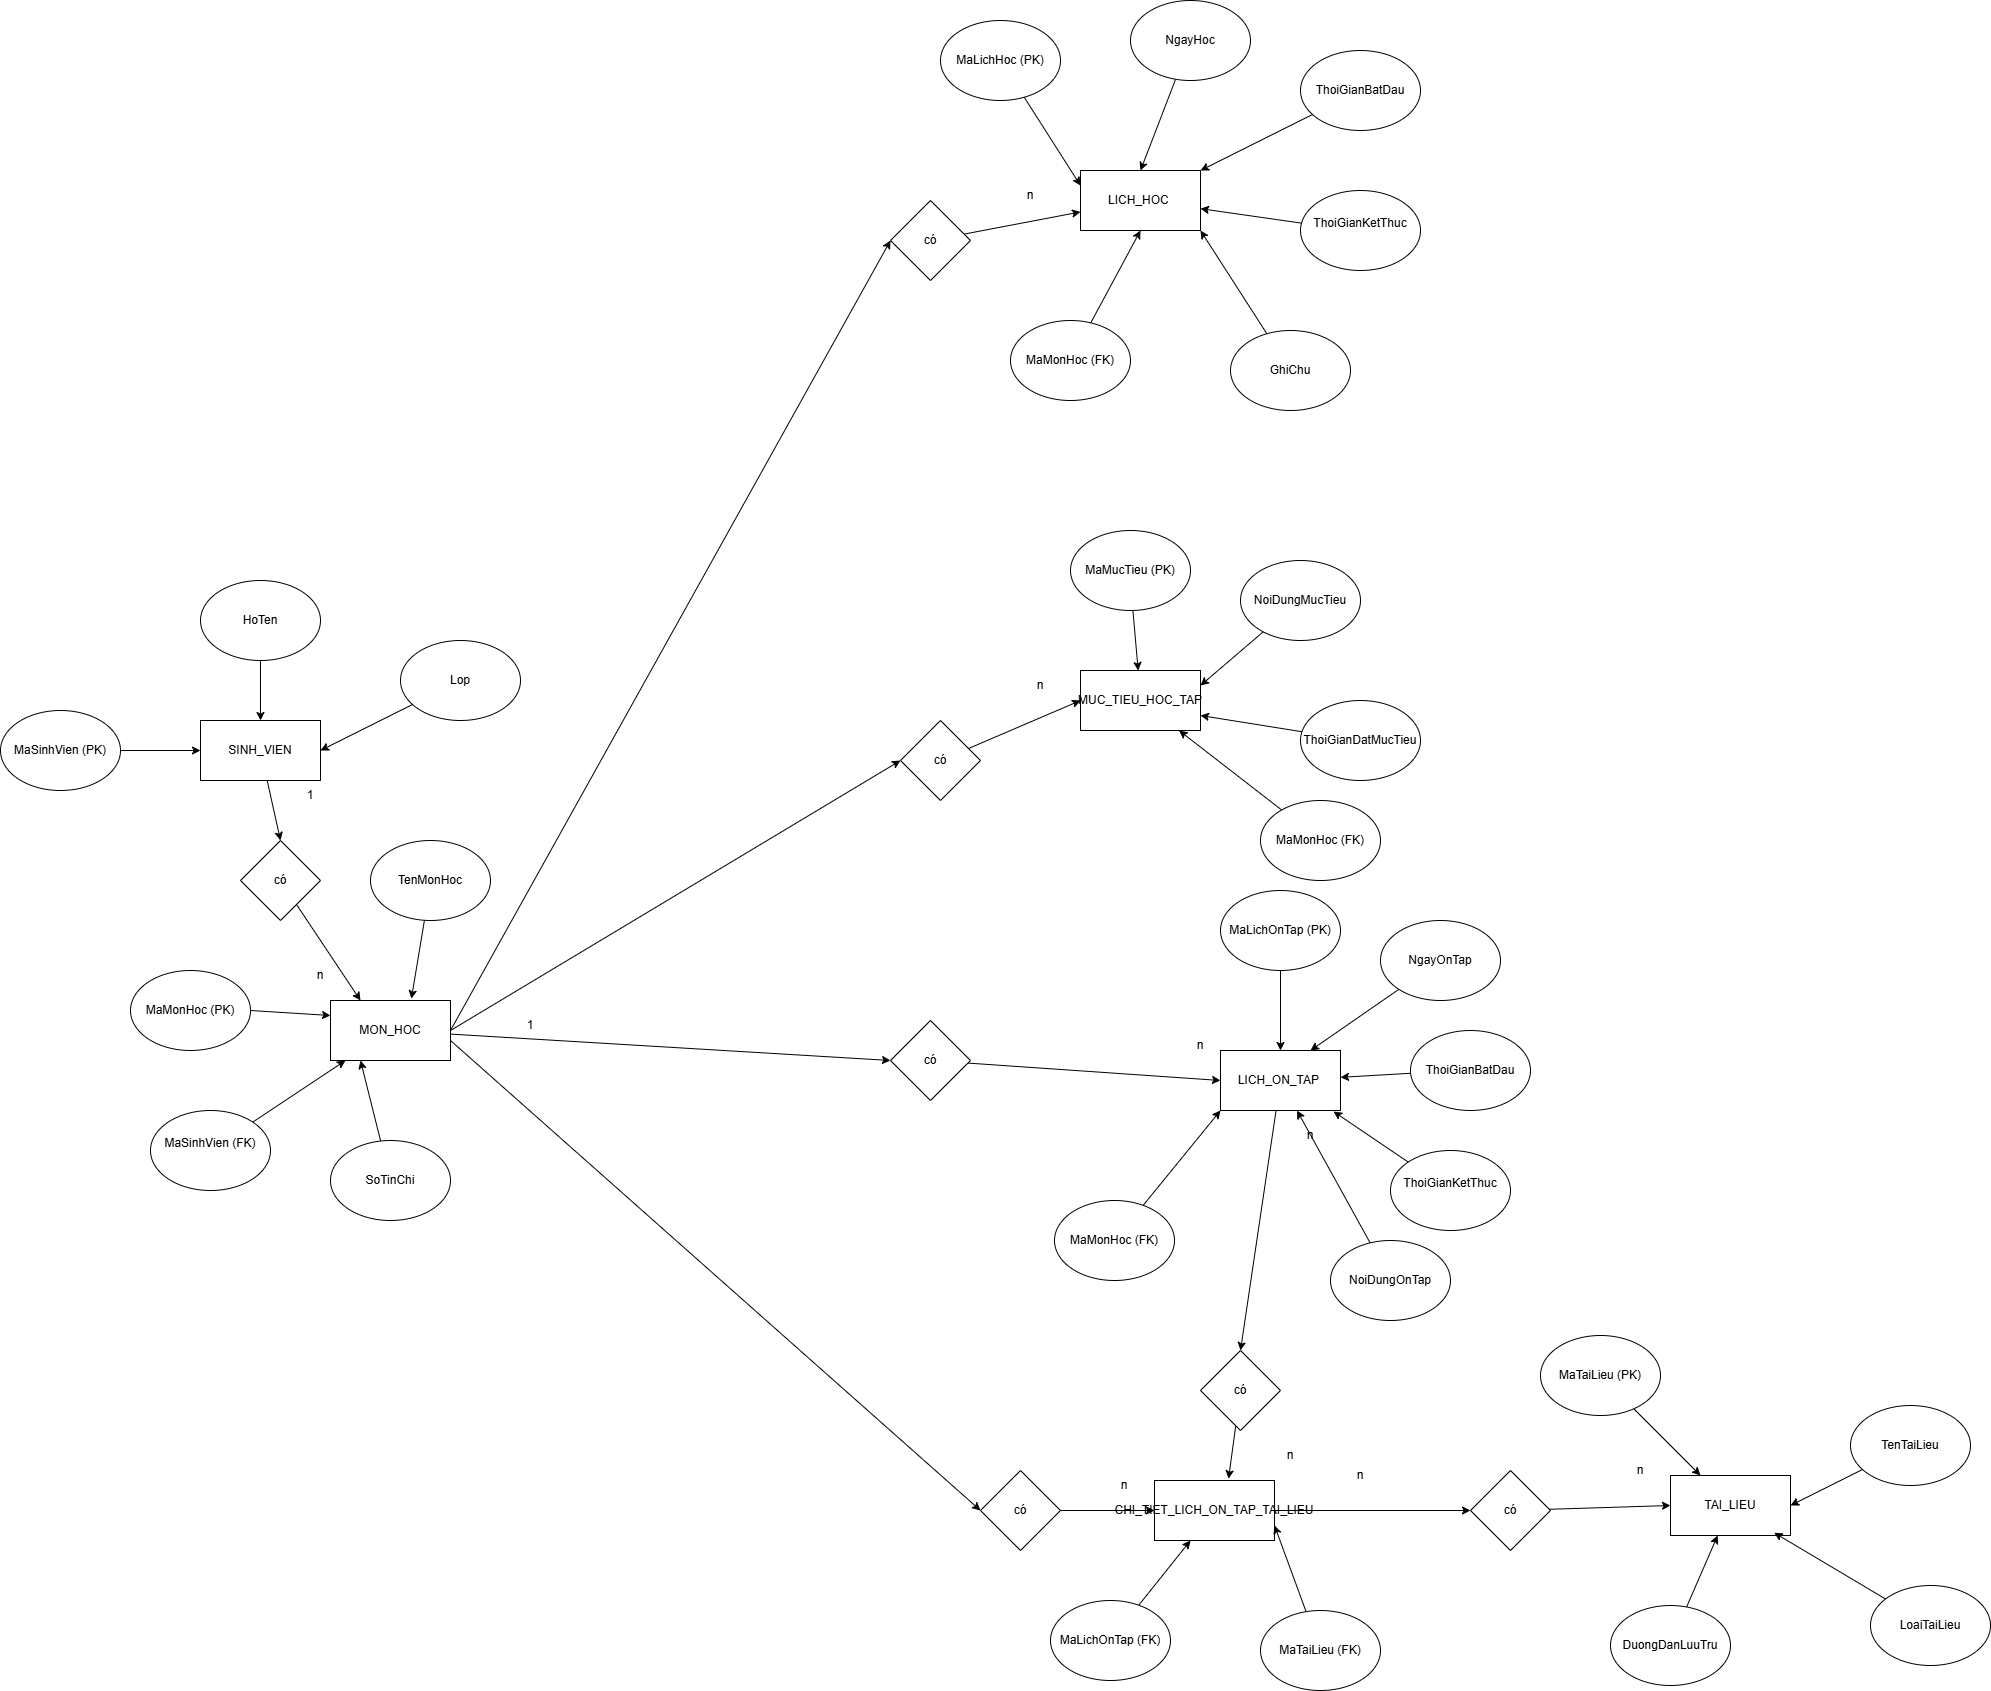 NgayHoc
MaLichHoc (PK)
ThoiGianBatDau
n
LICH_HOC
ThoiGianKetThuc
có
MaMonHoc (FK)
GhiChu
MaMucTieu (PK)
NoiDungMucTieu
HoTen
Lop
n
MUC_TIEU_HOC_TAP
ThoiGianDatMucTieu
MaSinhVien (PK)
SINH_VIEN
có
1
MaMonHoc (FK)
có
TenMonHoc
MaLichOnTap (PK)
NgayOnTap
n
MaMonHoc (PK)
MON_HOC
1
n
có
LICH_ON_TAP
ThoiGianBatDau
n
MaSinhVien (FK)
SoTinChi
ThoiGianKetThuc
MaMonHoc (FK)
NoiDungOnTap
có
MaTaiLieu (PK)
TenTaiLieu
n
n
n
n
có
CHI_TIET_LICH_ON_TAP_TAI_LIEU
có
TAI_LIEU
MaLichOnTap (FK)
MaTaiLieu (FK)
DuongDanLuuTru
LoaiTaiLieu